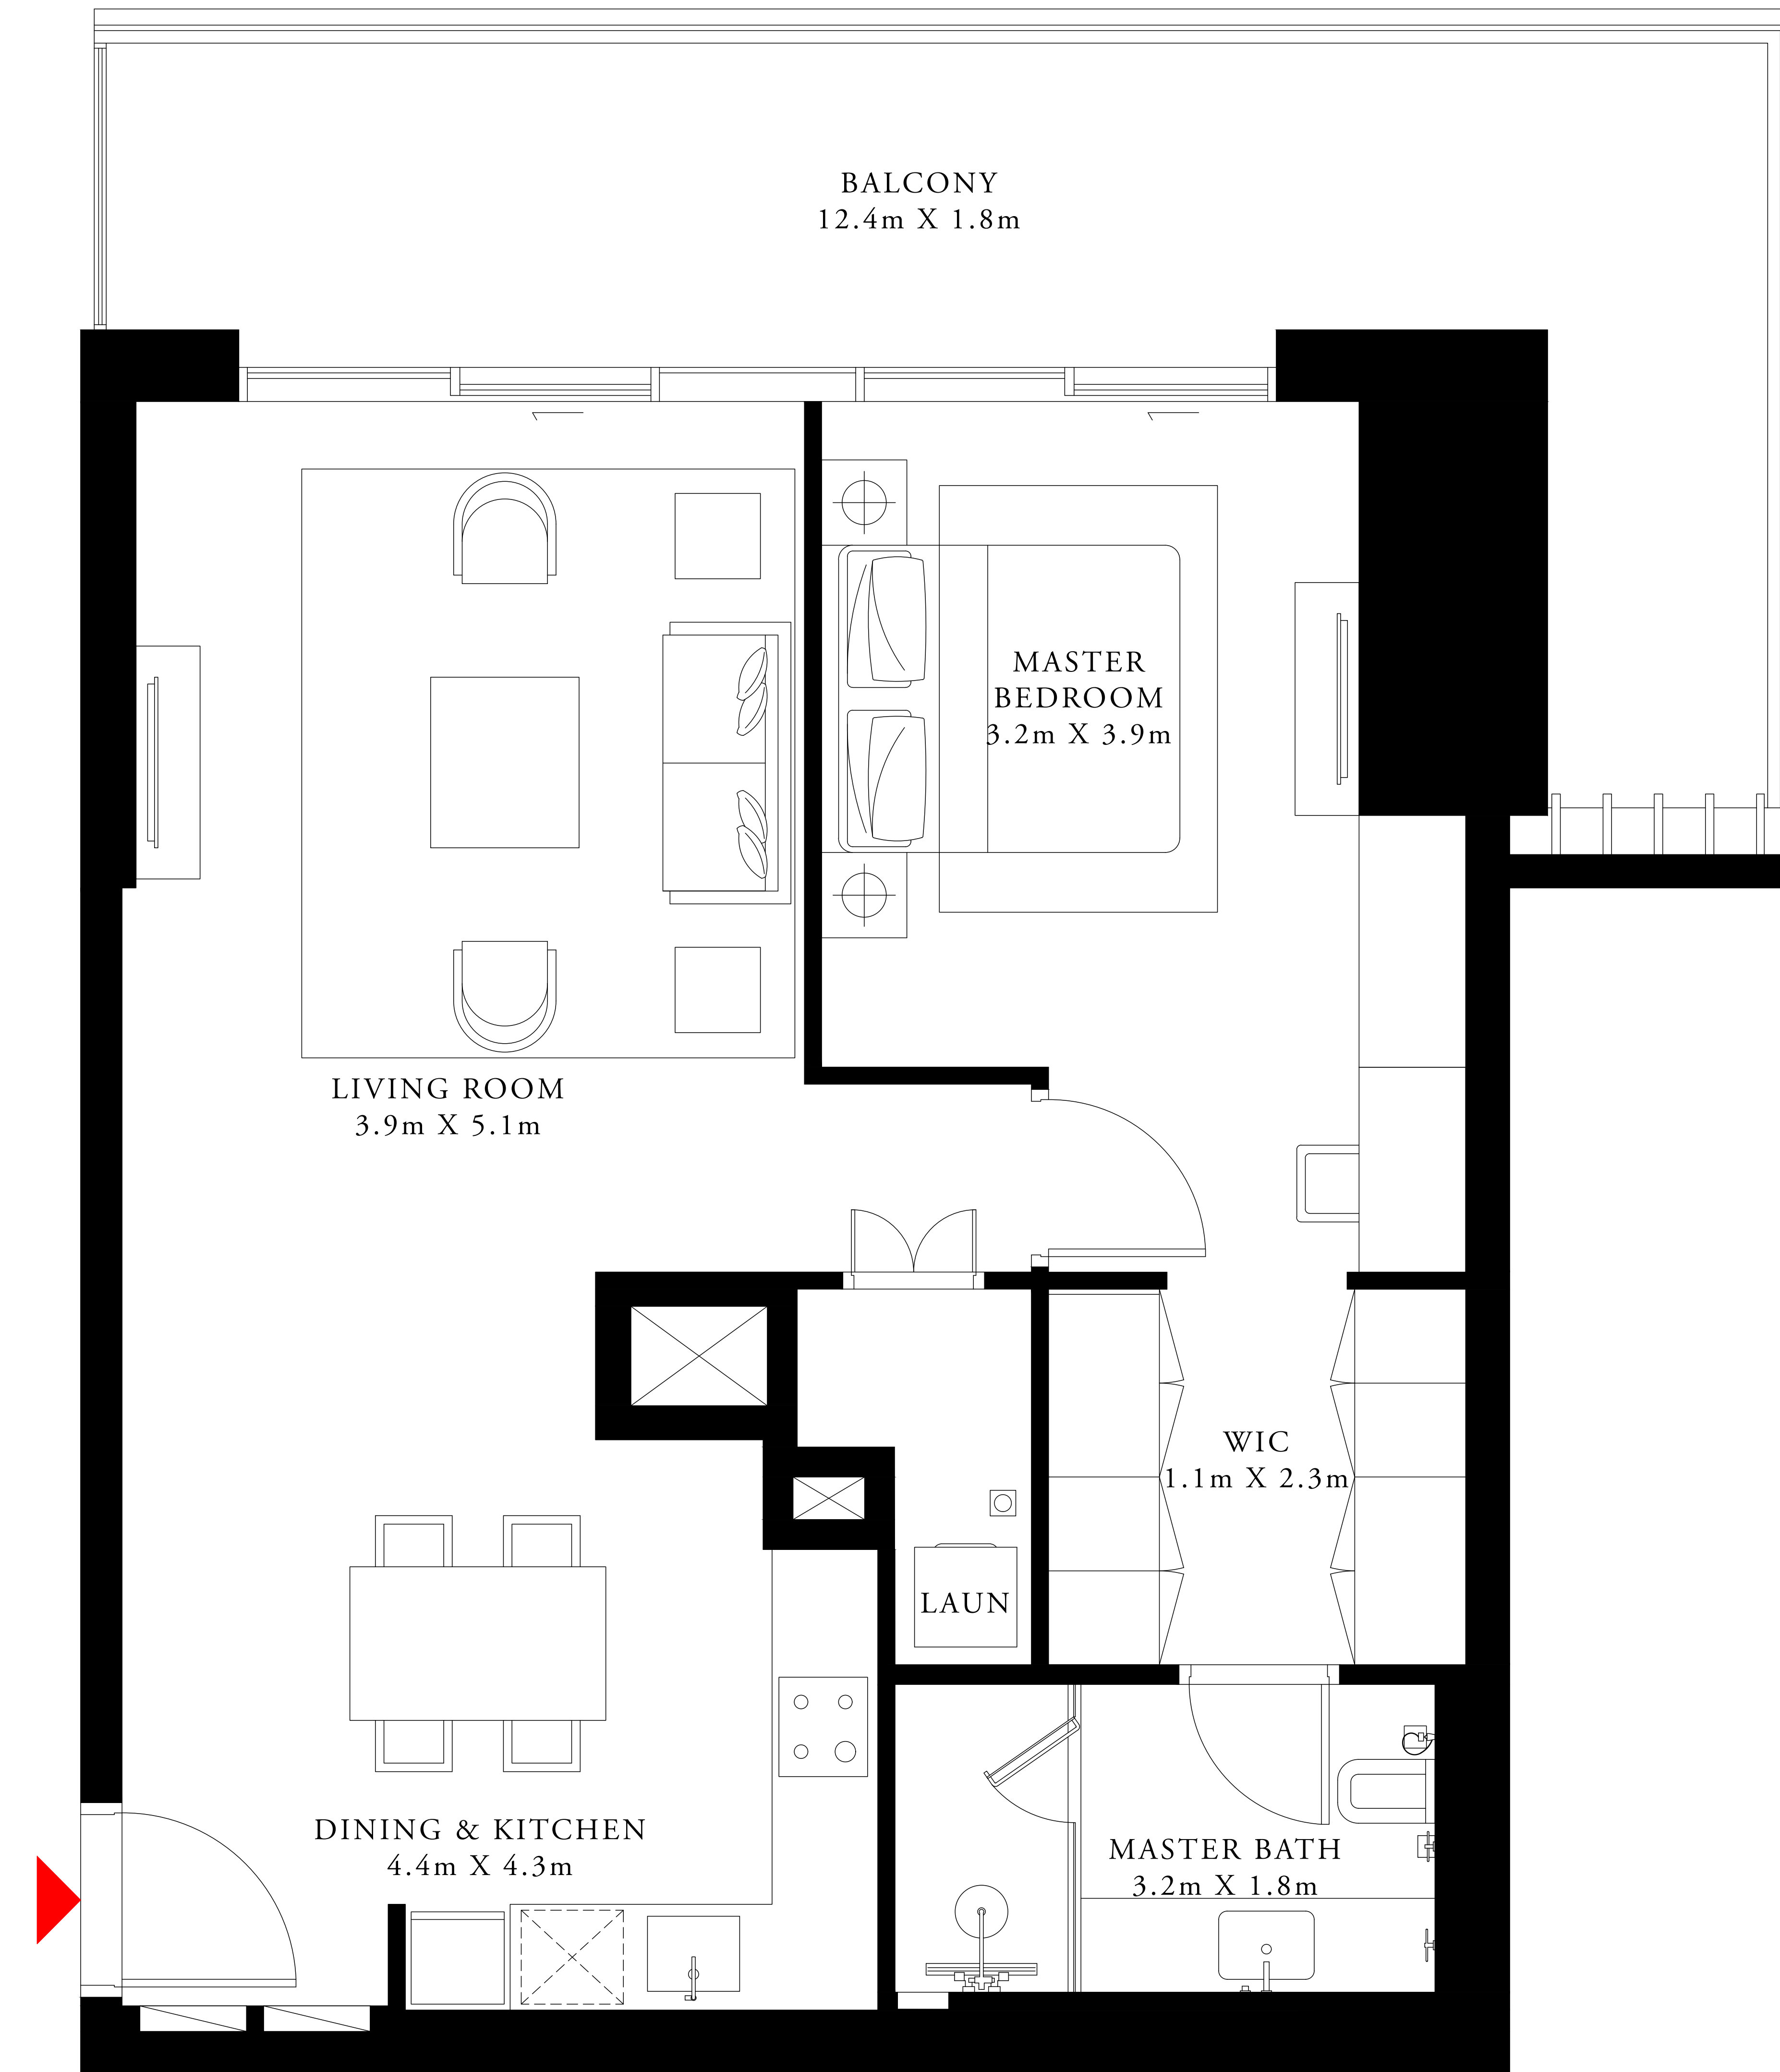 BALCONY
12.4m X 1.8m
MASTER
BEDROOM
3.2m X 3.9m
LIVING ROOM
3.9m X 5.1m
WIC
1.1m X 2.3m
LAUN
DINING & KITCHEN
4.4m X 4.3m
MASTER BATH
3.2m X 1.8m